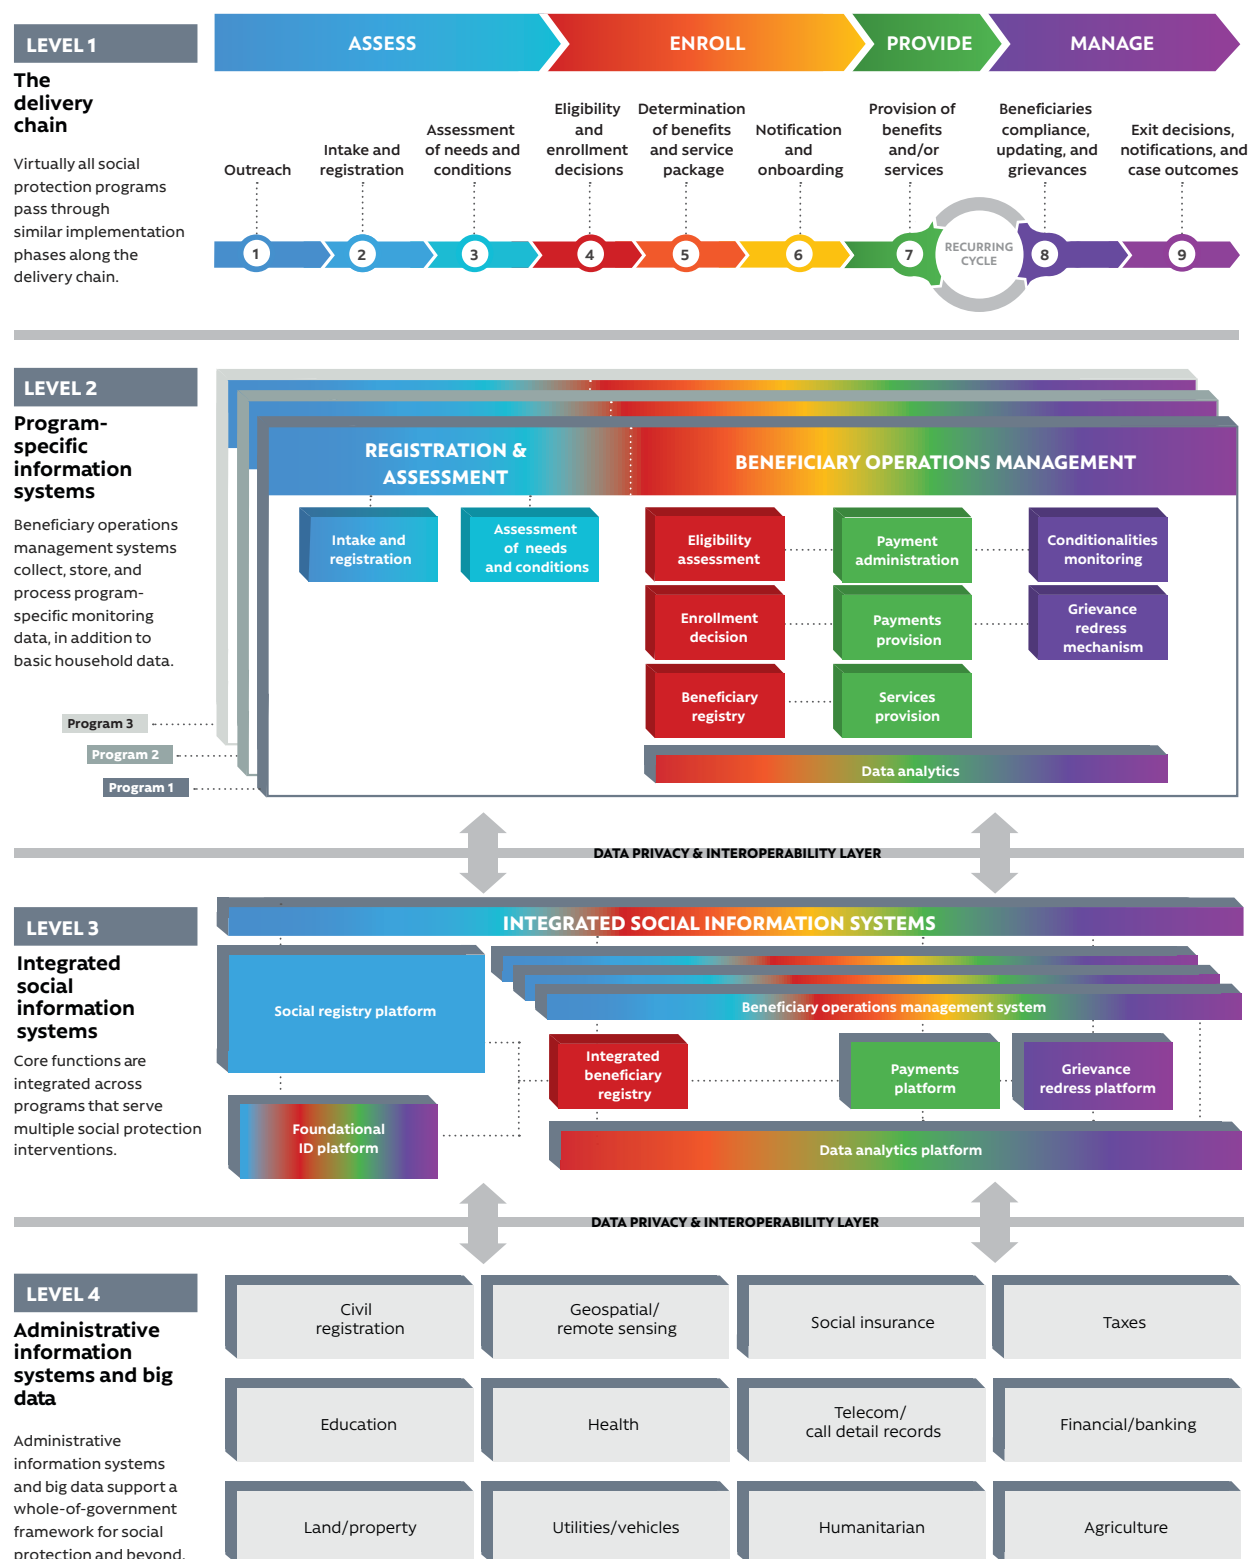 LEVEL 1
The
delivery
chain
Virtually all social
protection programs
pass through
similar implementation
phases along the
delivery chain.
ASSESS
ENROLL
PROVIDE
MANAGE
Outreach
Intake and
registration
Assessment
of needs and
conditions
Eligibility
and
enrollment
decisions
Determination
of benefits
and service
package
Notification
and
onboarding
Provision of
benefits
and/or
services
Beneficiaries
compliance,
updating, and
grievances
Exit decisions,
notifications, and
case outcomes
1
2
3
4
5
6
7
RECURRING
CYCLE
8
9
LEVEL 2
Program-
specific
information
systems
Beneficiary operations
management systems
collect, store, and
process program-
specific monitoring
data, in addition to
basic household data.
Program 3
Program 2
Program 1
REGISTRATION &
ASSESSMENT
BENEFICIARY OPERATIONS MANAGEMENT
Intake and
registration
Assessment
of needs
and conditions
Eligibility
assessment
Payment
administration
Conditionalities
monitoring
Enrollment
decision
Payments
provision
Grievance
redress
mechanism
Beneficiary
registry
Services
provision
Data analytics
DATA PRIVACY & INTEROPERABILITY LAYER
LEVEL 3
Integrated
social
information
systems
Core functions are
integrated across
programs that serve
multiple social protection
interventions.
INTEGRATED SOCIAL INFORMATION SYSTEMS
Social registry platform
Beneficiary operations management system
Integrated
beneficiary
registry
Payments
platform
Grievance
redress platform
Foundational
ID platform
Data analytics platform
DATA PRIVACY & INTEROPERABILITY LAYER
LEVEL 4
Administrative
information
systems and big
data
Administrative
information systems
and big data support a
whole-of-government
framework for social
protection and beyond.
Civil
registration
Geospatial/
remote sensing
Social insurance
Taxes
Education
Health
Telecom/
call detail records
Financial/banking
Land/property
Utilities/vehicles
Humanitarian
Agriculture